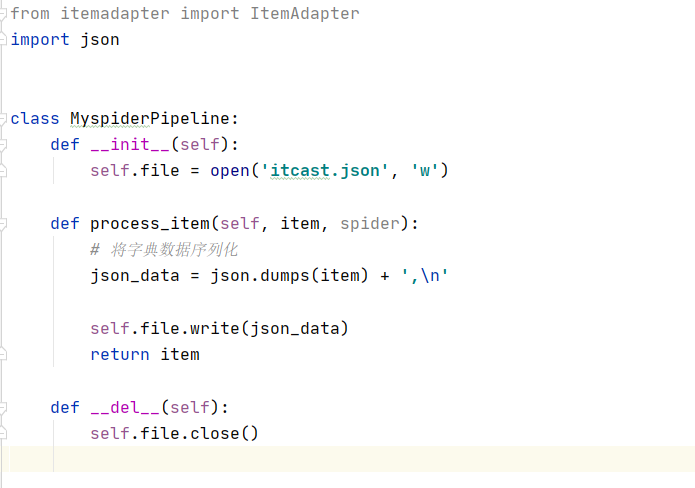 from itemadapter import ItemAdapter
import json
class MyspiderPipeline:
    def __init__(self):
        self.file = open('itcast.json', 'w')
    def process_item(self, item, spider):
        # 将字典数据序列化
        json_data = json.dumps(item) + ',\n'
        self.file.write(json_data)
        return item
    def __del__(self):
        self.file.close()